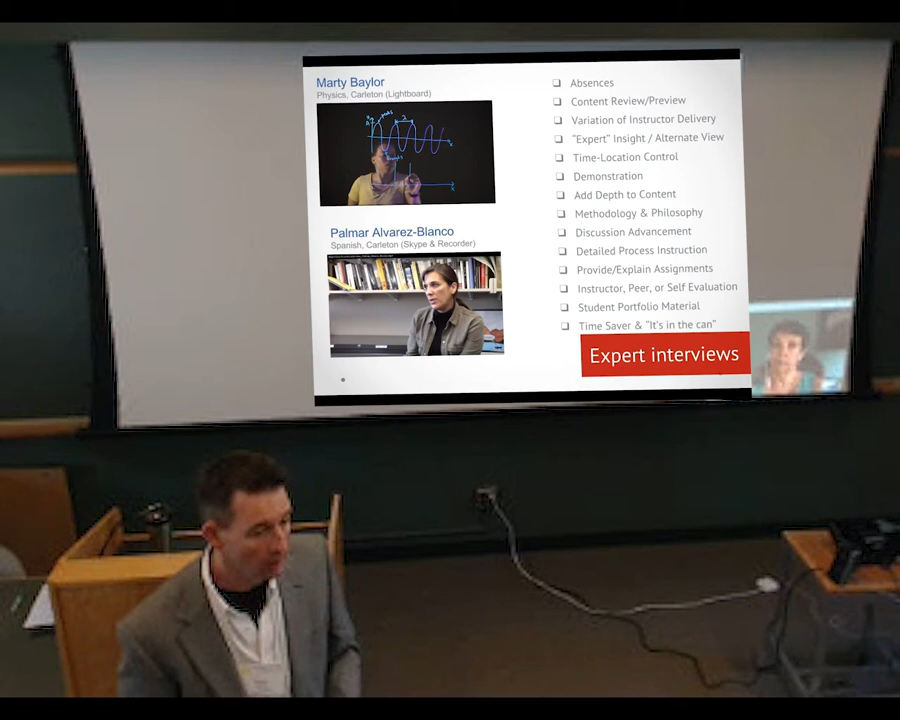 Marty Baylor
Physics, Carleton (Lightboard)
Palmar Alvarez-Blanco
Spanish, Carleton (Skype & Recorder)
Absences
Content Review/Preview
Variation of Instructor Delivery
"Expert" Insight / Alternate View
Time-Location Control
Demonstration
Add Depth to Content
Methodology & Philosophy
Discussion Advancement
Detailed Process Instruction
Provide/Explain Assignments
Instructor, Peer, or Self Evaluation
Student Portfolio Material
Time Saver & "It's in the can"
Expert interviews